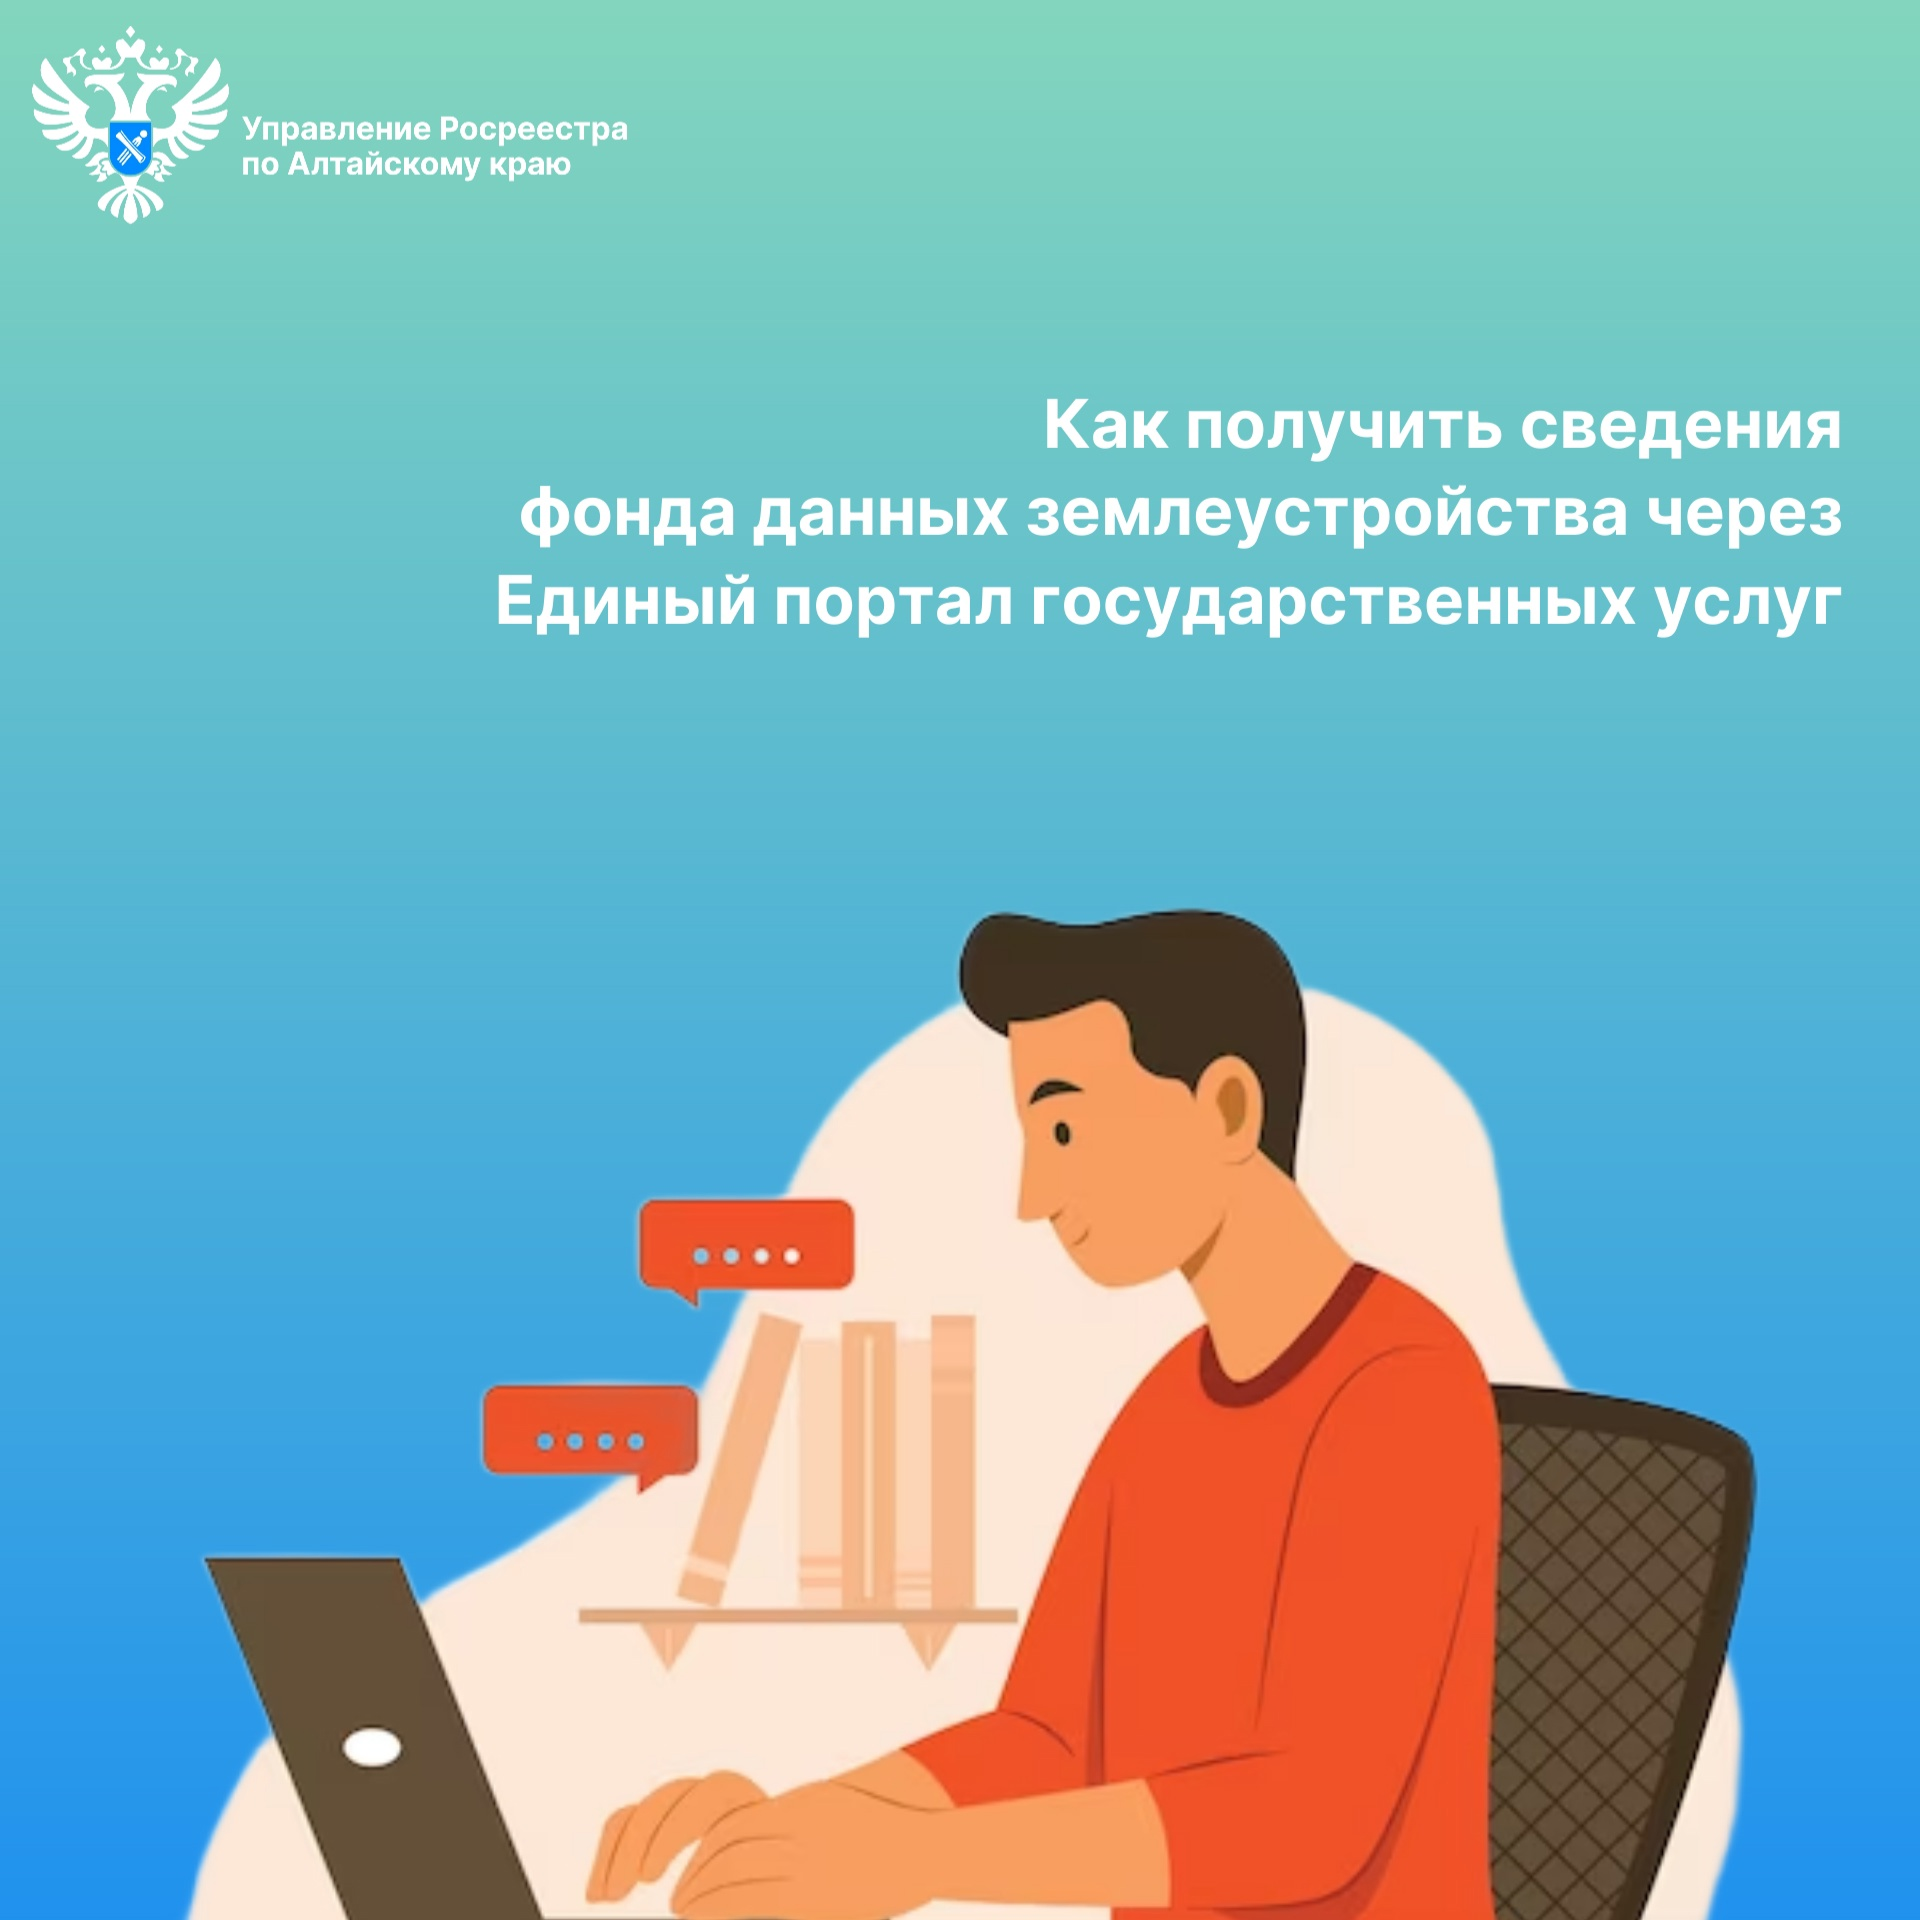 Управление Росреестра
по Алтайскому краю
Как получить сведения
фонда данных землеустройства через
Единый портал государственных услуг